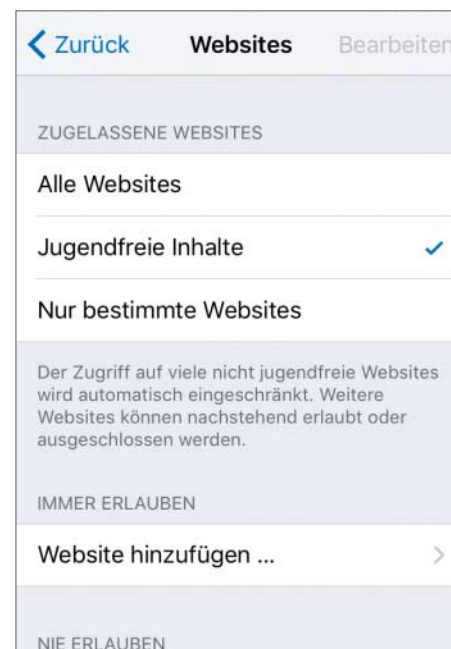 Zurück Websites Bearbeiten
ZUGELASSENE WEBSITES
Alle Websites
Jugendfreie Inhalte
Nur bestimmte Websites
Der Zugriff auf viele nicht jugendfreie Websites
wird automatisch eingeschränkt. Weitere
Websites können nachstehend erlaubt oder
ausgeschlossen werden.
IMMER ERLAUBEN
Website hinzufügen ...
NIE ERLAUBEN